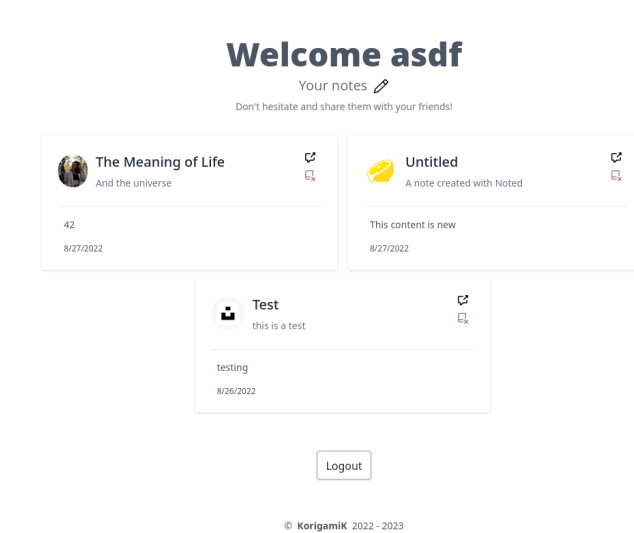 Welcome asdf
Your notes
Don't hesitate and share them with your friends!
The Meaning of Life
And the universe
42
8/27/2022
Untitled
A note created with Noted
This content is new
8/27/2022
Test
this is a test
testing
8/26/2022
Logout
© KorigamiK 2022 - 2023